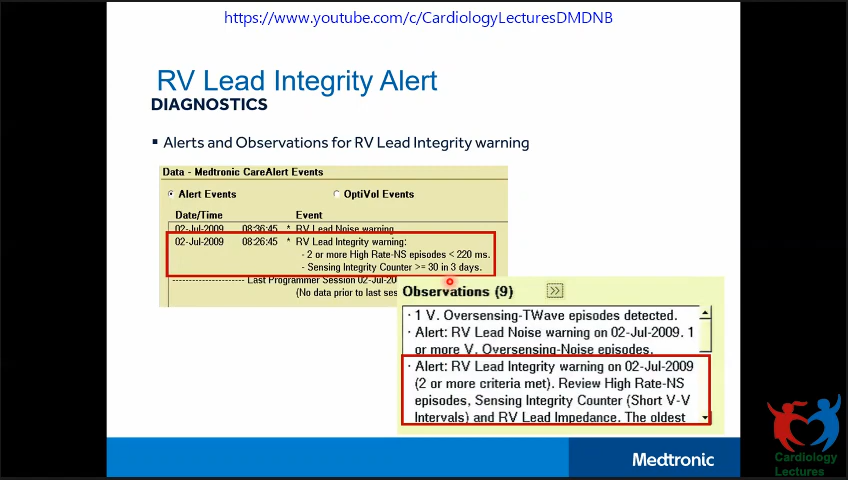 https://www.youtube.com/c/CardiologyLecturesDMDNB
RV Lead Integrity Alert
DIAGNOSTICS
▪ Alerts and Observations for RV Lead Integrity warning
Data - Medtronic CareAlert Events
Alert Events OptiVol Events
Date/Time Event
02-Jul-2009 08:36:45 * RV Lead Noise warning
02-Jul-2009 08:26:45 * RV Lead Integrity warning:
- 2 or more High Rate-NS episodes < 220 ms.
- Sensing Integrity Counter >= 30 in 3 days.
Last Programmer Session 02-Jul-20
(No data prior to last ses
Observations (9) >>
· 1 V. Oversensing-TWave episodes detected.
· Alert: RV Lead Noise warning on 02-Jul-2009. 1
or more V. Oversensing-Noise episodes.
· Alert: RV Lead Integrity warning on 02-Jul-2009
(2 or more criteria met). Review High Rate-NS
episodes, Sensing Integrity Counter (Short V-V
Intervals) and RV Lead Impedance. The oldest
Medtronic
Cardiology
Lectures